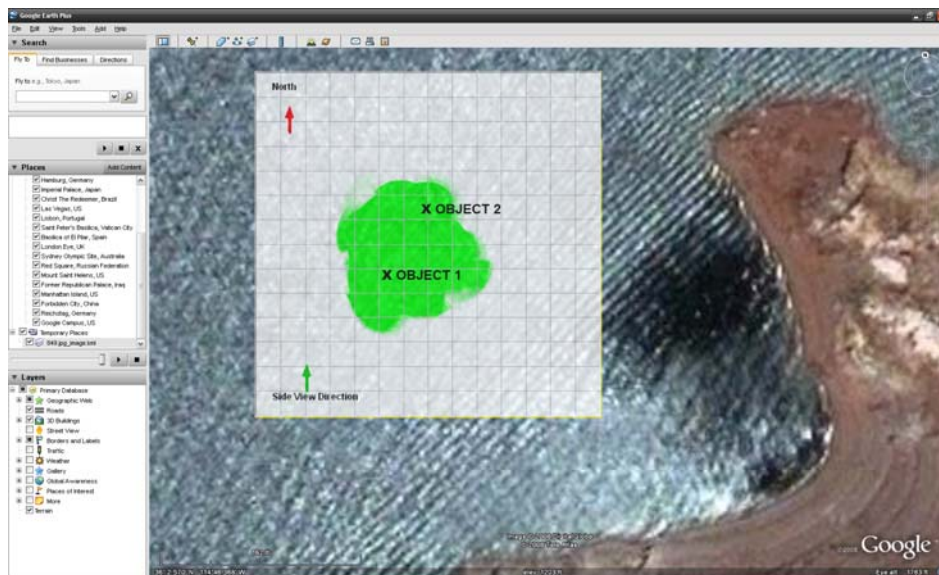 Google Earth Plus
File Edit View Tools Add Help
Search
Fly To Find Businesses Directions
Fly to e.g., Tokyo, Japan
Places Add Content
Hamburg, Germany
Imperial Palace, Japan
Christ The Redeemer, Brazil
Las Vegas, US
Lisbon, Portugal
Saint Peter's Basilica, Vatican City
Basilica of El Pilar, Spain
London Eye, UK
Sydney Olympic Site, Australia
Red Square, Russian Federation
Mount Saint Helens, US
Former Republican Palace, Iraq
Manhattan Island, US
Forbidden City, China
Reichstag, Germany
Google Campus, US
Temporary Places
Layers
Primary Database
Geographic Web
Roads
3D Buildings
Street View
Borders and Labels
Traffic
Weather
Gallery
Global Awareness
Places of Interest
More
Terrain
North
X OBJECT 2
X OBJECT 1
Side View Direction
Google